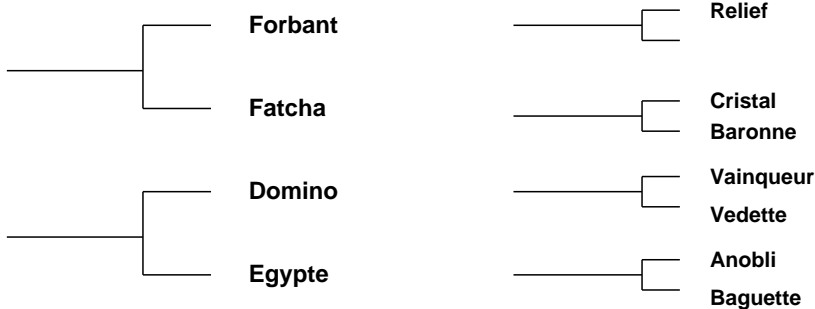 Forbant
Fatcha
Domino
Egypte
Relief
Cristal
Baronne
Vainqueur
Vedette
Anobli
Baguette